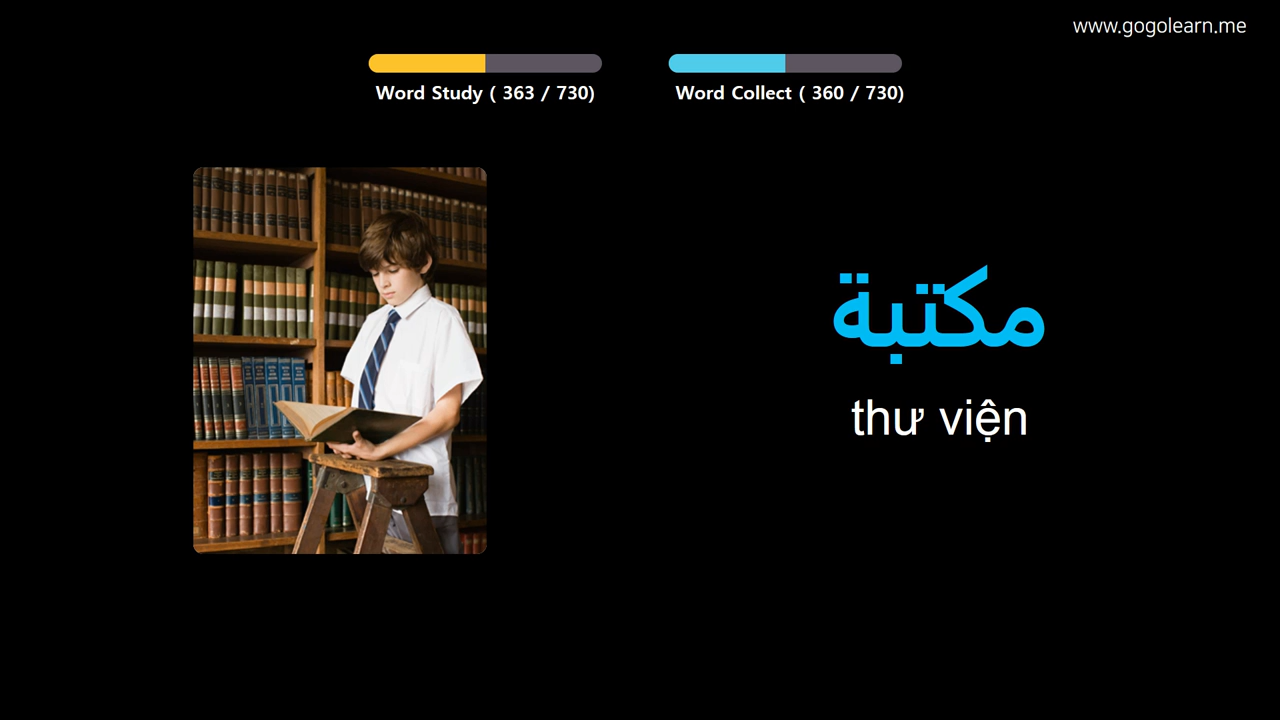 www.gogolearn.me
Word Study ( 363 / 730)
Word Collect ( 360 / 730)
مكتبة
thư viện